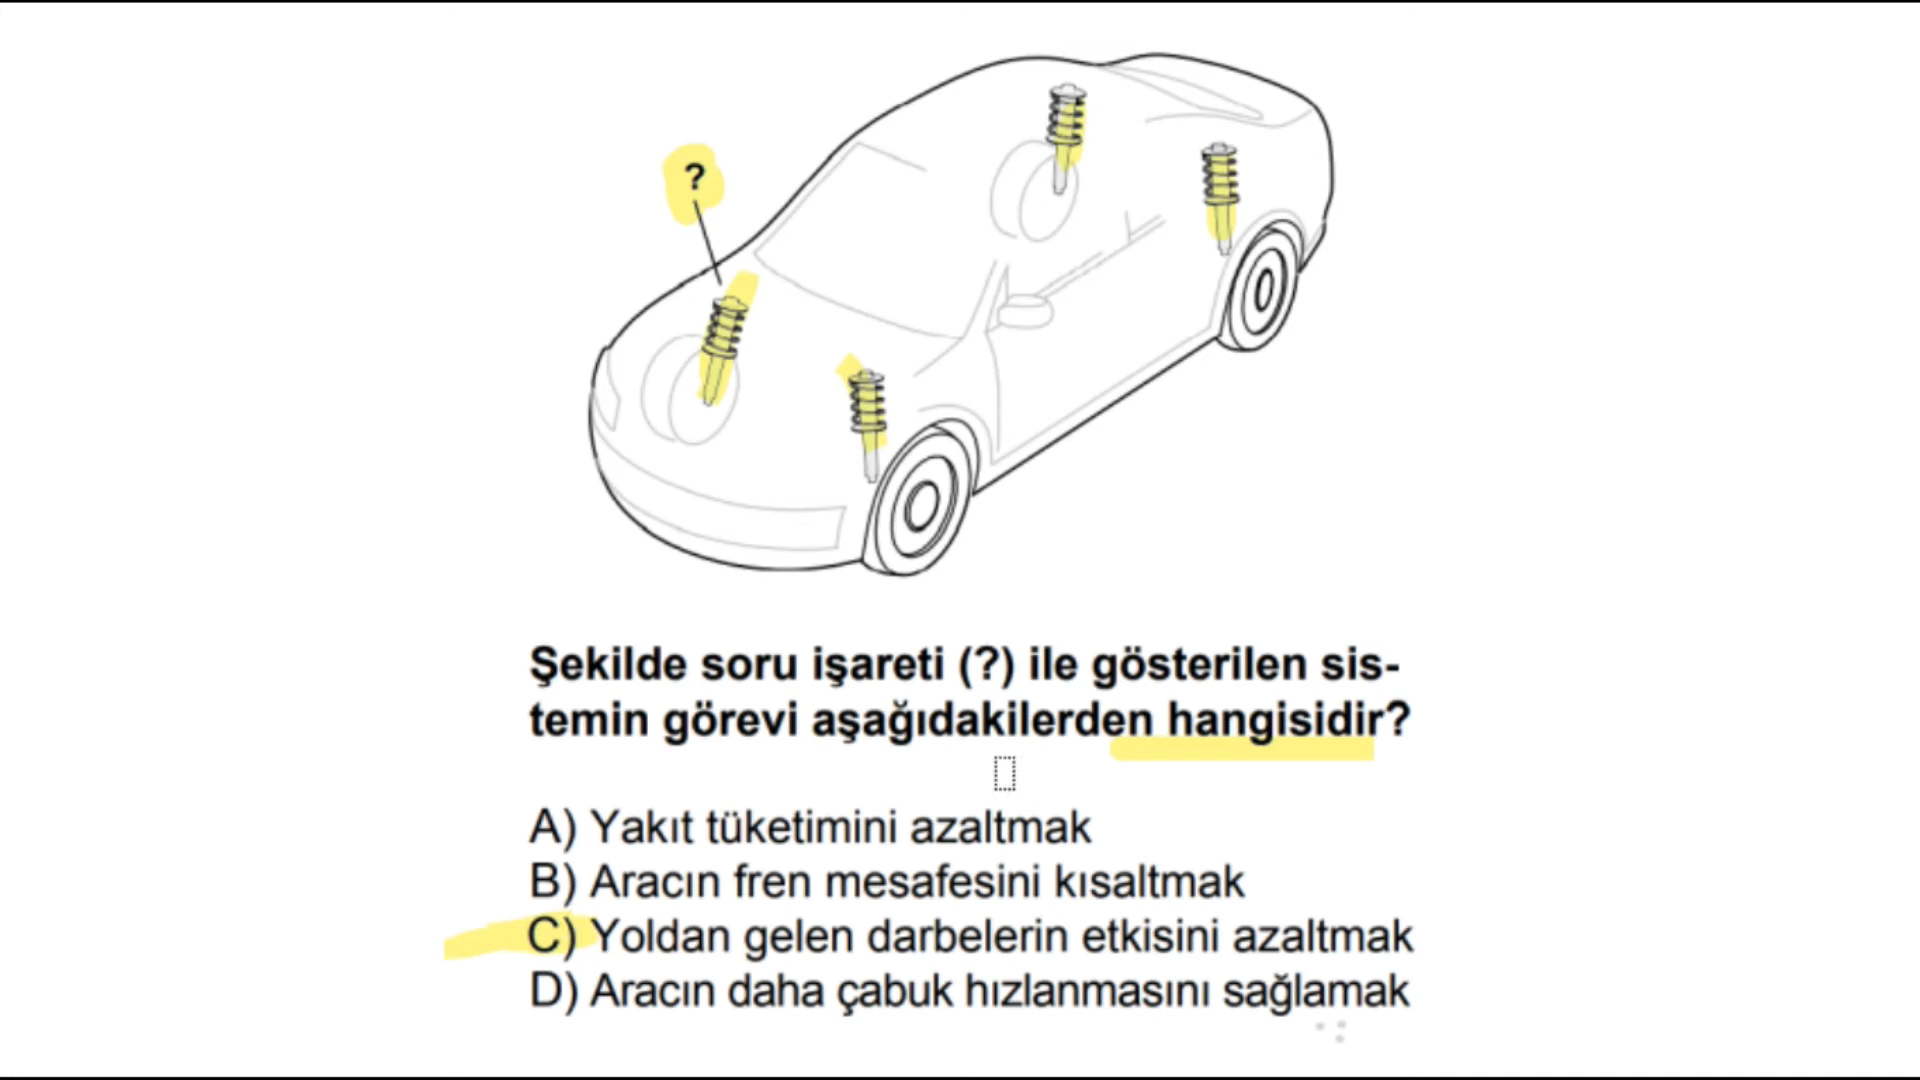 ?
Şekilde soru işareti (?) ile gösterilen sis-
temin görevi aşağıdakilerden hangisidir?
A) Yakıt tüketimini azaltmak
B) Aracın fren mesafesini kısaltmak
C) Yoldan gelen darbelerin etkisini azaltmak
D) Aracın daha çabuk hızlanmasını sağlamak